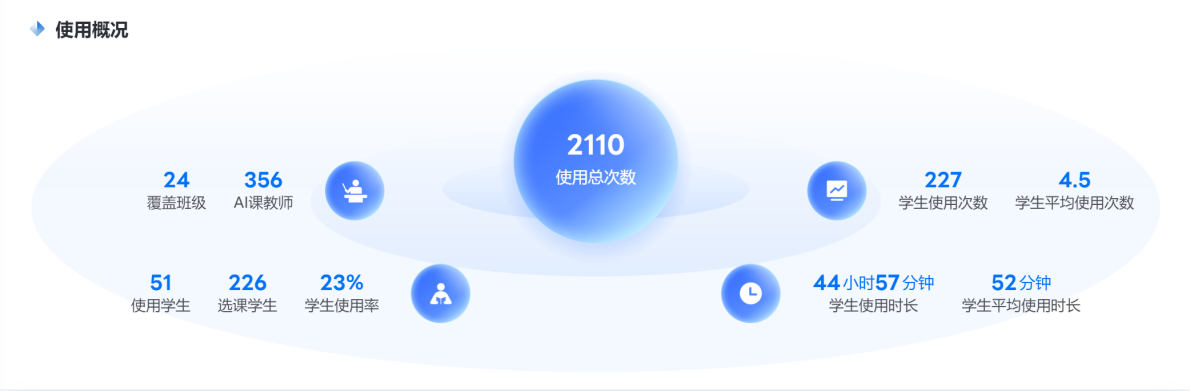 使用概况
2110
使用总次数
24 356
覆盖班级 AI课教师
227 4.5
学生使用次数 学生平均使用次数
51 226 23%
使用学生 选课学生 学生使用率
44小时57分钟 52分钟
学生使用时长 学生平均使用时长